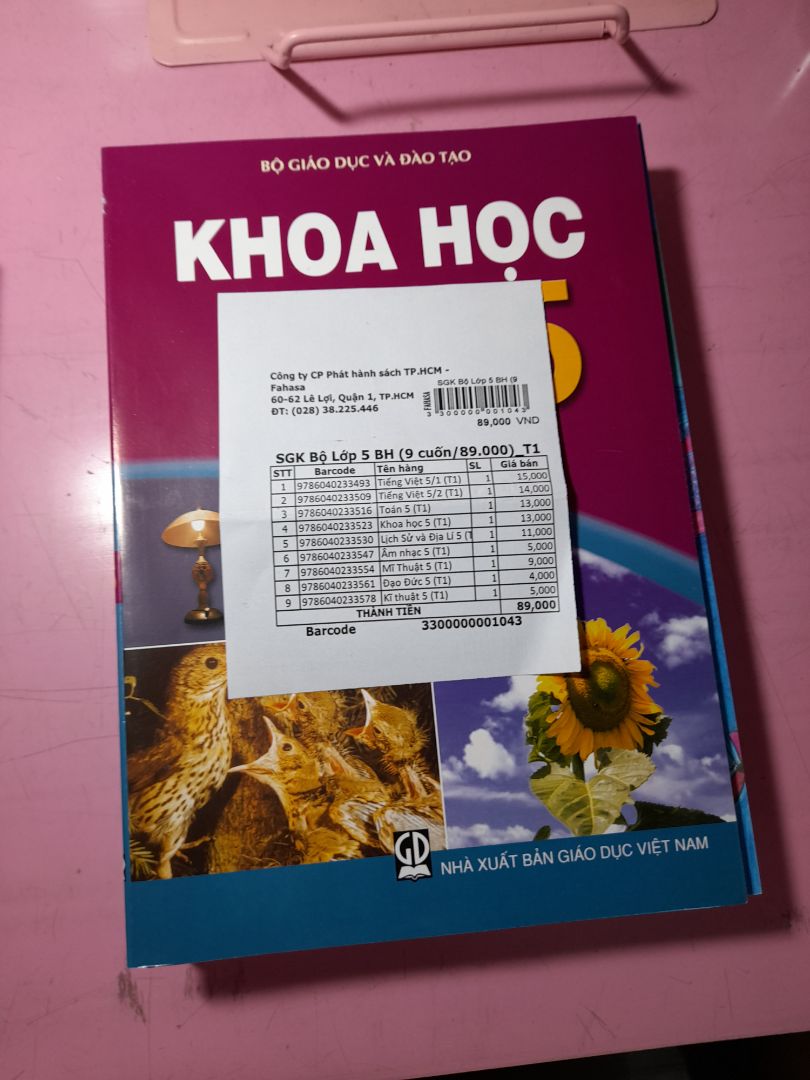 BỘ GIÁO DỤC VÀ ĐÀO TẠO
KHOA HỌC
5
Công ty CP Phát hành sách TP.HCM -
Fahasa
60-62 Lê Lợi, Quận 1, TP.HCM
ĐT: (028) 38.225.446
SGK Bộ Lớp 5 BH (9
FAHASA
3300000001043
89,000 VND
SGK Bộ Lớp 5 BH (9 cuốn/89.000)_T1
STT Barcode Tên hàng SL Giá bán
1 9786040233493 Tiếng Việt 5/1 (T1) 1 15,000
2 9786040233509 Tiếng Việt 5/2 (T1) 1 14,000
3 9786040233516 Toán 5 (T1) 1 13,000
4 9786040233523 Khoa học 5 (T1) 1 13,000
5 9786040233530 Lịch Sử và Địa Lí 5 (T 1 11,000
6 9786040233547 Âm nhạc 5 (T1) 1 5,000
7 9786040233554 Mĩ Thuật 5 (T1) 1 9,000
8 9786040233561 Đạo Đức 5 (T1) 1 4,000
9 9786040233578 Kĩ thuật 5 (T1) 1 5,000
THÀNH TIỀN 89,000
Barcode 3300000001043
GD
NHÀ XUẤT BẢN GIÁO DỤC VIỆT NAM